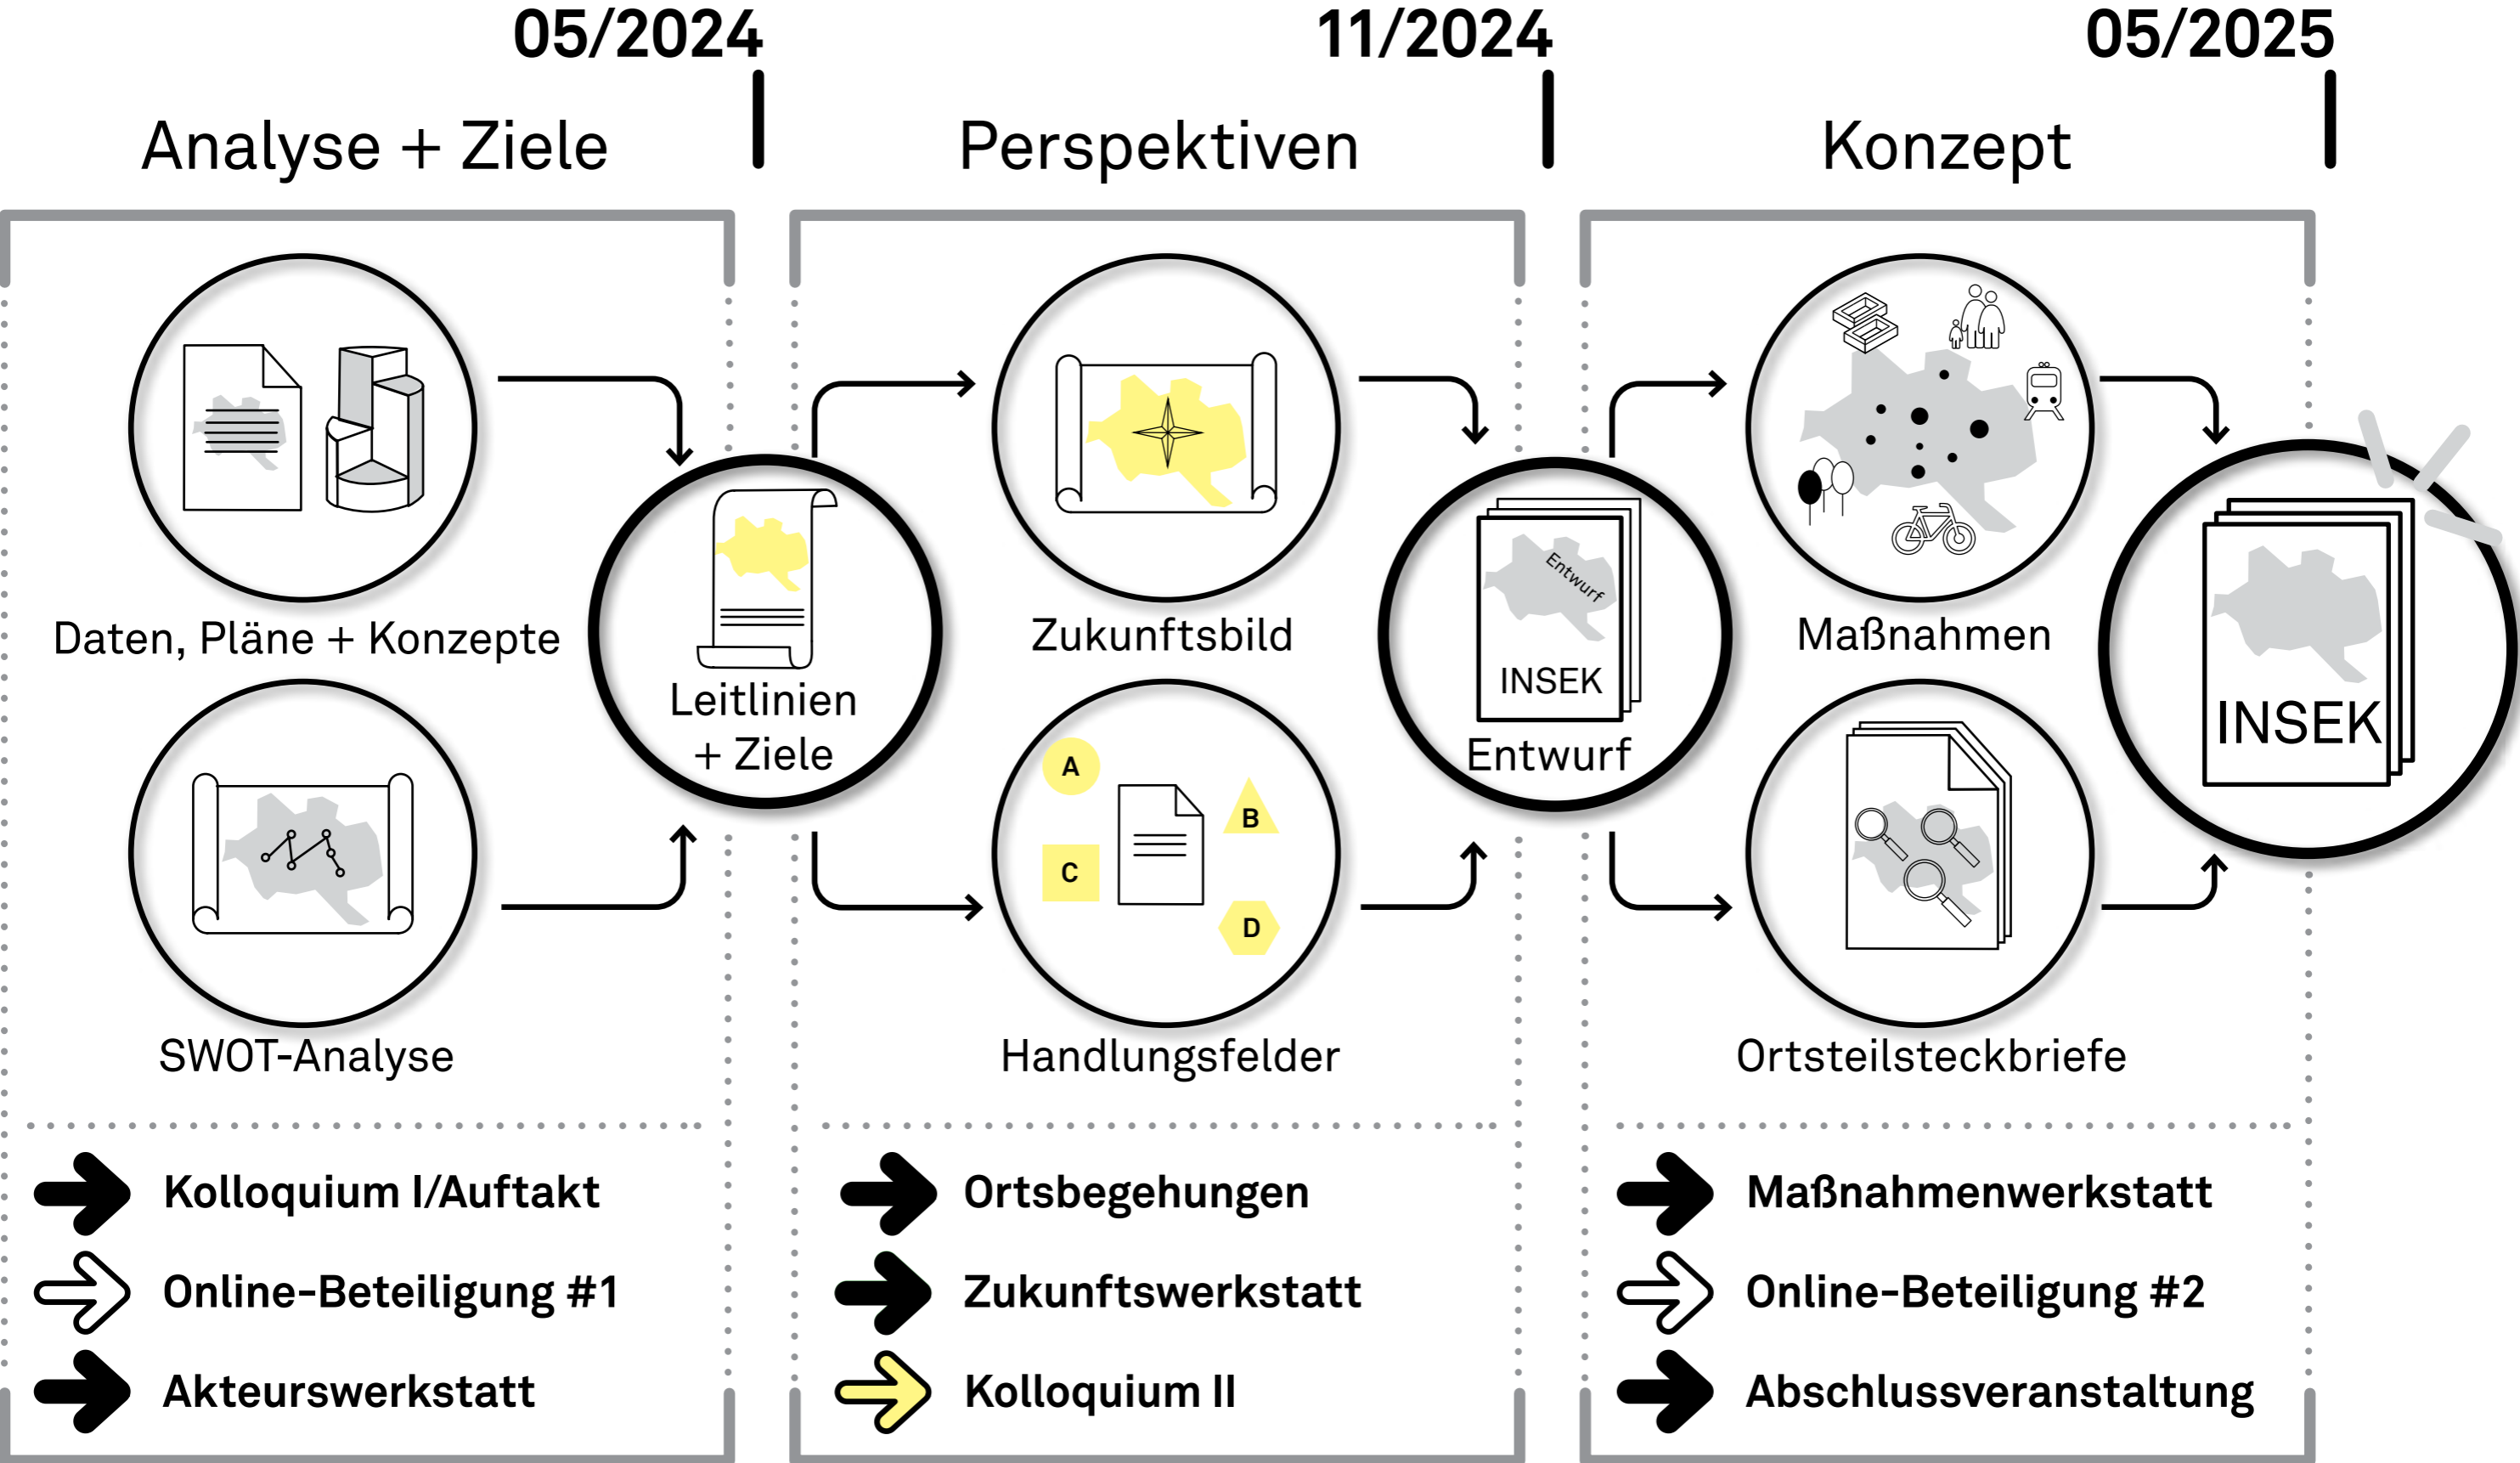 05/2024
11/2024
05/2025
Analyse + Ziele
Perspektiven
Konzept
Daten, Pläne + Konzepte
SWOT-Analyse
Leitlinien
+ Ziele
Zukunftsbild
A
B
C
D
Handlungsfelder
Entwurf
INSEK
Entwurf
Maßnahmen
Ortsteilsteckbriefe
INSEK
Kolloquium I/Auftakt
Online-Beteiligung #1
Akteurswerkstatt
Ortsbegehungen
Zukunftswerkstatt
Kolloquium II
Maßnahmenwerkstatt
Online-Beteiligung #2
Abschlussveranstaltung